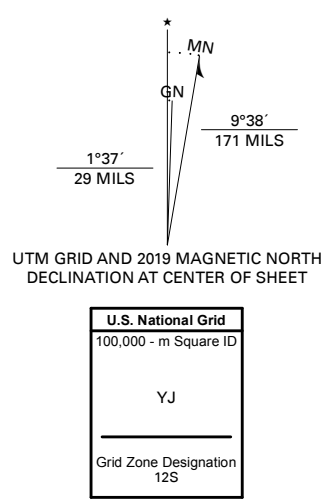 ★
MN
GN
9°38´
171 MILS
1°37´
29 MILS
UTM GRID AND 2019 MAGNETIC NORTH
DECLINATION AT CENTER OF SHEET
U.S. National Grid
100,000 - m Square ID
YJ
Grid Zone Designation
12S